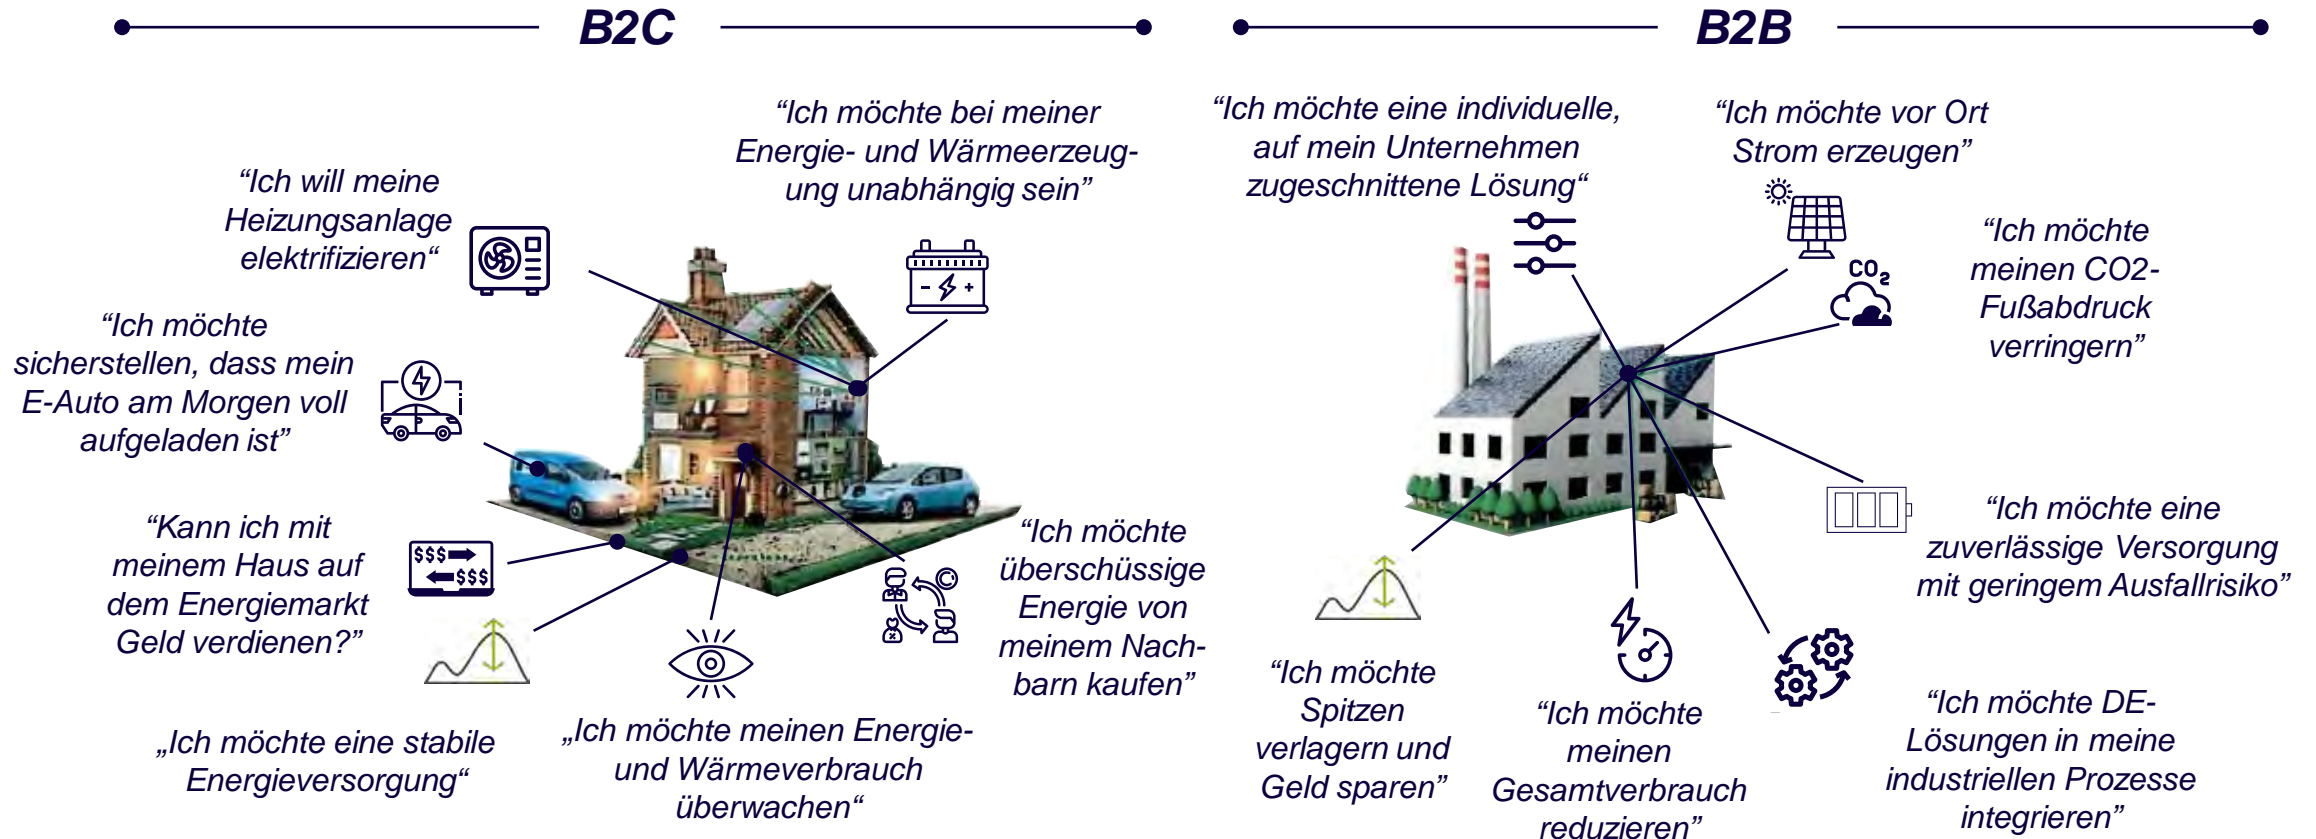 B2C
“Ich möchte bei meiner
Energie- und Wärmeerzeug-
ung unabhängig sein”
“Ich will meine
Heizungsanlage
elektrifizieren“
“Ich möchte
sicherstellen, dass mein
E-Auto am Morgen voll
aufgeladen ist”
“Kann ich mit
meinem Haus auf
dem Energiemarkt
Geld verdienen?”
$$$
$$$
„Ich möchte eine stabile
Energieversorgung“
„Ich möchte meinen Energie-
und Wärmeverbrauch
überwachen“
“Ich möchte
überschüssige
Energie von
meinem Nach-
barn kaufen”
B2B
“Ich möchte eine individuelle,
auf mein Unternehmen
zugeschnittene Lösung“
“Ich möchte vor Ort
Strom erzeugen”
CO2
“Ich möchte
meinen CO2-
Fußabdruck
verringern”
“Ich möchte eine
zuverlässige Versorgung
mit geringem Ausfallrisiko”
“Ich möchte
Spitzen
verlagern und
Geld sparen”
“Ich möchte
meinen
Gesamtverbrauch
reduzieren”
“Ich möchte DE-
Lösungen in meine
industriellen Prozesse
integrieren”